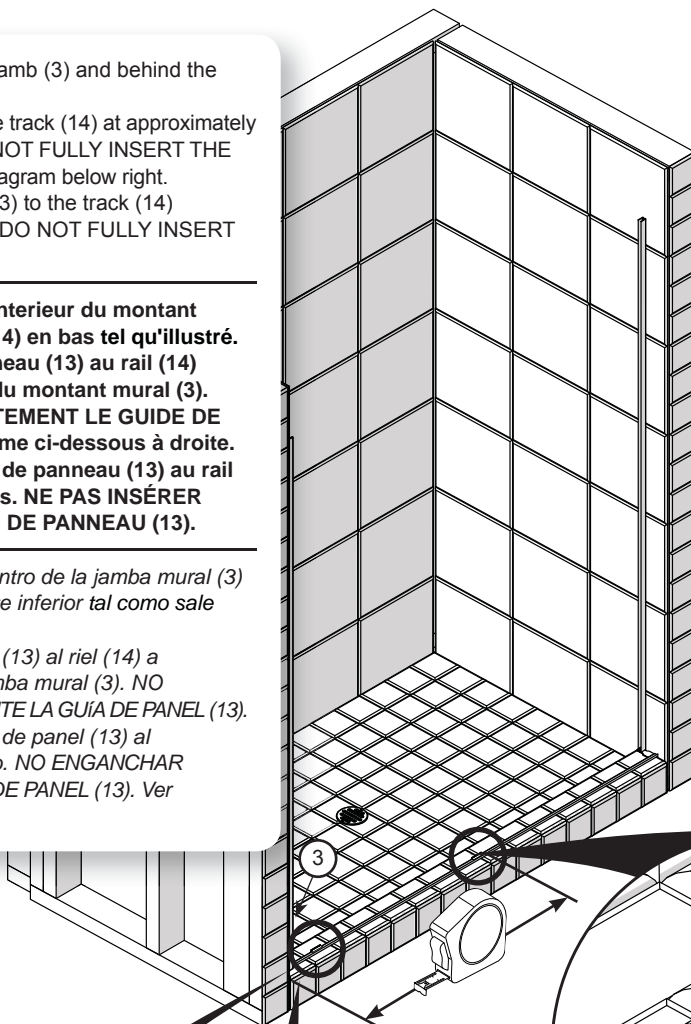 amb (3) and behind the
track (14) at approximately
NOT FULLY INSERT THE
agram below right.
3) to the track (14)
DO NOT FULLY INSERT
nterieur du montant
4) en bas tel qu'illustré.
neau (13) au rail (14)
du montant mural (3).
TEMENT LE GUIDE DE
me ci-dessous à droite.
de panneau (13) au rail
s. NE PAS INSÉRER
DE PANNEAU (13).
ntro de la jamba mural (3)
e inferior tal como sale
(13) al riel (14) a
mba mural (3). NO
TE LA GUíA DE PANEL (13).
de panel (13) al
o. NO ENGANCHAR
DE PANEL (13). Ver
3